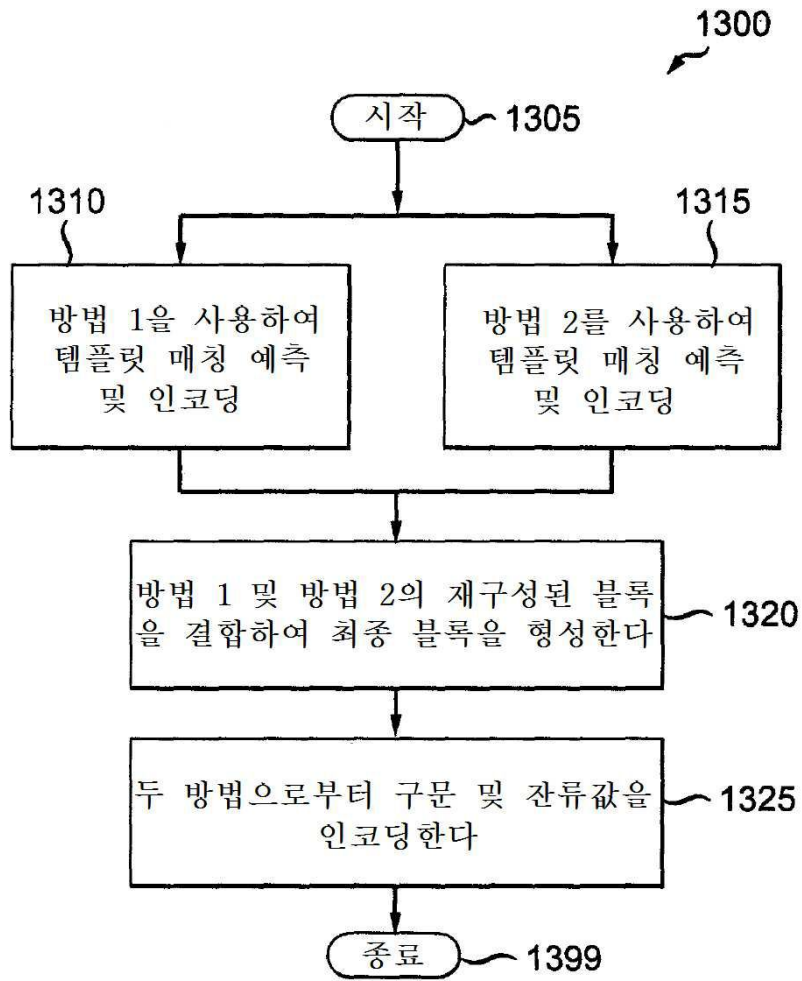 1300
시작
1305
1310
1315
방법 1을 사용하여
템플릿 매칭 예측
및 인코딩
방법 2를 사용하여
템플릿 매칭 예측
및 인코딩
방법 1 및 방법 2의 재구성된 블록
을 결합하여 최종 블록을 형성한다
1320
두 방법으로부터 구문 및 잔류값을
인코딩한다
1325
종료
1399